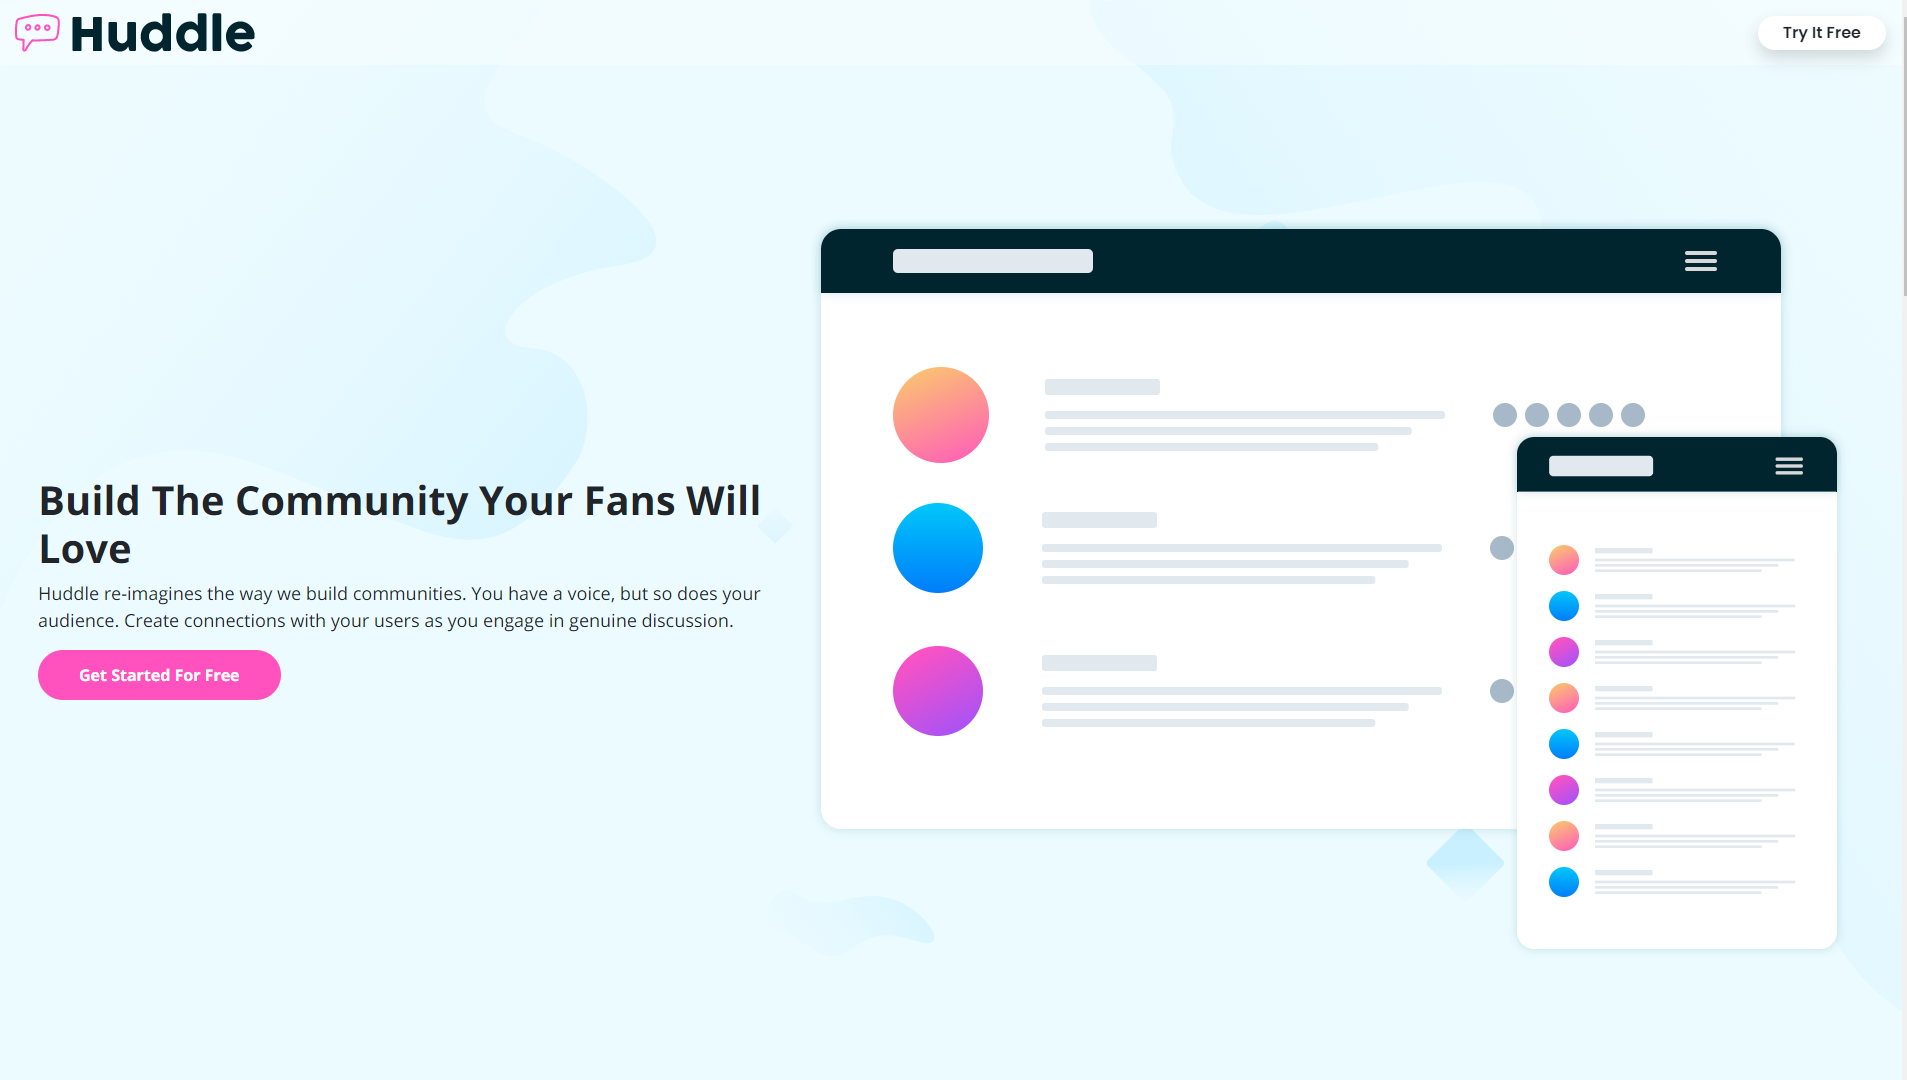 Huddle
Try It Free
Build The Community Your Fans Will
Love
Huddle re-imagines the way we build communities. You have a voice, but so does your
audience. Create connections with your users as you engage in genuine discussion.
Get Started For Free